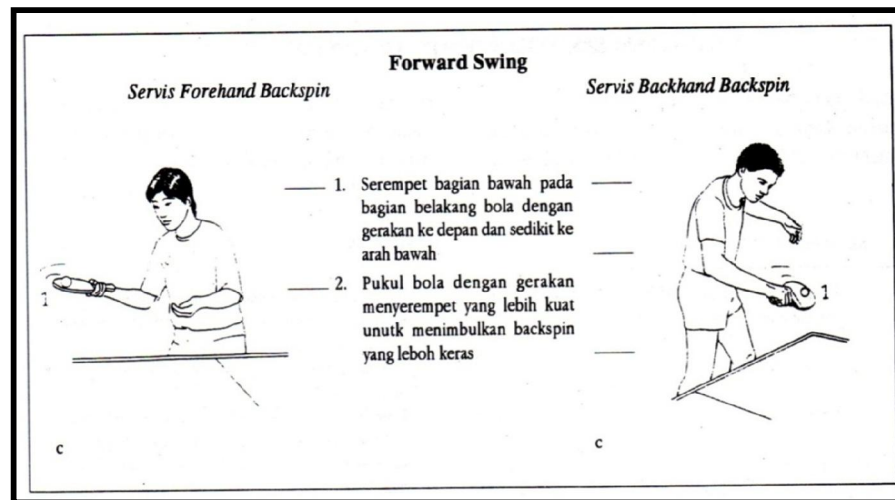 Forward Swing
Servis Forehand Backspin
Servis Backhand Backspin
1. Serempet bagian bawah pada
bagian belakang bola dengan
gerakan ke depan dan sedikit ke
arah bawah
2. Pukul bola dengan gerakan
menyerempet yang lebih kuat
unutk menimbulkan backspin
yang leboh keras
1
1
c
c